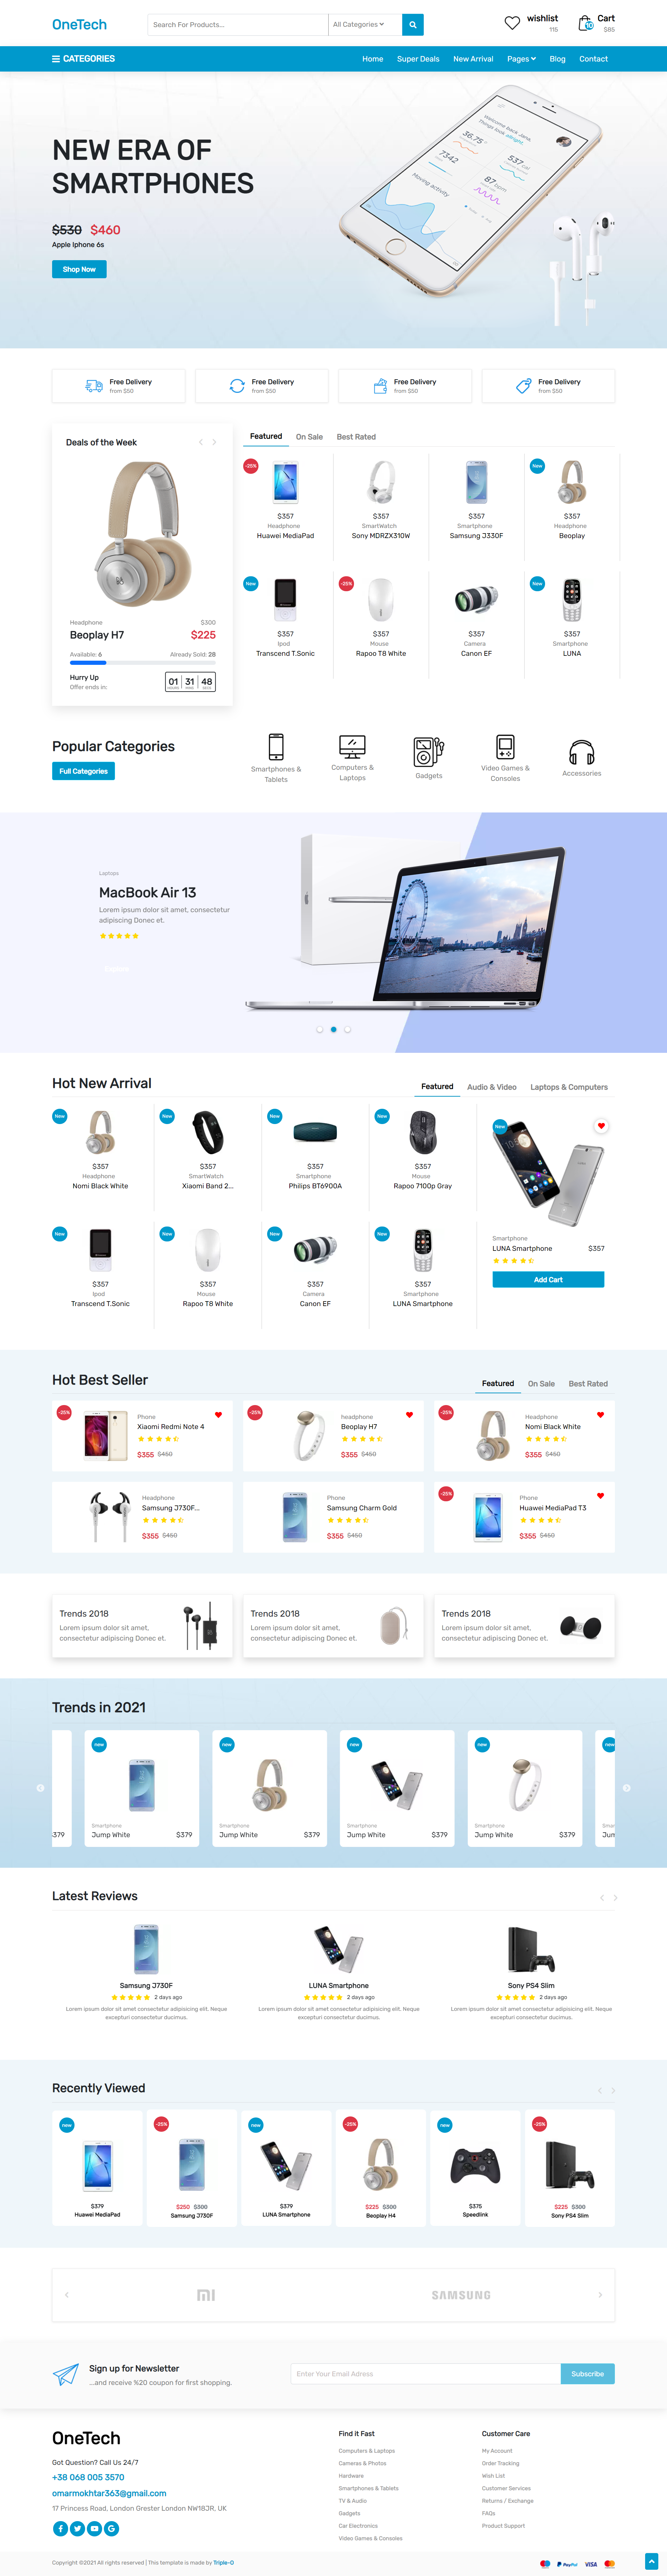 OneTech
Search For Products...
All Categories
wishlist
115
10
Cart
$85
CATEGORIES
Home
Super Deals
New Arrival
Pages
Blog
Contact
NEW ERA OF
SMARTPHONES
$530 $460
Apple Iphone 6s
Shop Now
Welcome back Jana,
Things look allright.
36.75
537 cal
7342
87 bpm
Moving activity
Free Delivery
from $50
Free Delivery
from $50
Free Delivery
from $50
Free Delivery
from $50
Deals of the Week
Headphone
$300
Beoplay H7
$225
Available: 6
Already Sold: 28
Hurry Up
Offer ends in:
01 31 48
Featured
On Sale
Best Rated
-25%
$357
Headphone
Huawei MediaPad
$357
SmartWatch
Sony MDRZX310W
$357
Smartphone
Samsung J330F
New
$357
Headphone
Beoplay
New
$357
Ipod
Transcend T.Sonic
-25%
$357
Mouse
Rapoo T8 White
$357
Camera
Canon EF
New
$357
Smartphone
LUNA
Popular Categories
Full Categories
Smartphones &
Tablets
Computers &
Laptops
Gadgets
Video Games &
Consoles
Accessories
Laptops
MacBook Air 13
Lorem ipsum dolor sit amet, consectetur
adipiscing Donec et.
Hot New Arrival
Featured
Audio & Video
Laptops & Computers
New
$357
Headphone
Nomi Black White
New
$357
SmartWatch
Xiaomi Band 2...
New
$357
Smartphone
Philips BT6900A
New
$357
Mouse
Rapoo 7100p Gray
New
$357
Ipod
Transcend T.Sonic
New
$357
Mouse
Rapoo T8 White
New
$357
Camera
Canon EF
New
$357
Smartphone
LUNA Smartphone
New
Smartphone
LUNA Smartphone
$357
Add Cart
Hot Best Seller
Featured
On Sale
Best Rated
-25%
Phone
Xiaomi Redmi Note 4
$355 $450
-25%
headphone
Beoplay H7
$355 $450
-25%
Headphone
Nomi Black White
$355 $450
Headphone
Samsung J730F...
$355 $450
Phone
Samsung Charm Gold
$355 $450
-25%
Phone
Huawei MediaPad T3
$355 $450
Trends 2018
Lorem ipsum dolor sit amet,
consectetur adipiscing Donec et.
Trends 2018
Lorem ipsum dolor sit amet,
consectetur adipiscing Donec et.
Trends 2018
Lorem ipsum dolor sit amet,
consectetur adipiscing Donec et.
Trends in 2021
$379
new
Smartphone
Jump White
$379
new
Smartphone
Jump White
$379
new
Smartphone
Jump White
$379
new
Smartphone
Jump White
$379
new
Smar
Jum
Latest Reviews
Samsung J730F
2 days ago
Lorem ipsum dolor sit amet consectetur adipisicing elit. Neque
excepturi consectetur ducimus.
LUNA Smartphone
2 days ago
Lorem ipsum dolor sit amet consectetur adipisicing elit. Neque
excepturi consectetur ducimus.
Sony PS4 Slim
2 days ago
Lorem ipsum dolor sit amet consectetur adipisicing elit. Neque
excepturi consectetur ducimus.
Recently Viewed
new
$379
Huawei MediaPad
-25%
$250 $300
Samsung J730F
new
$379
LUNA Smartphone
-25%
$225 $300
Beoplay H4
new
$375
Speedlink
-25%
$225 $300
Sony PS4 Slim
MI
SAMSUNG
Sign up for Newsletter
...and receive %20 coupon for first shopping.
Enter Your Email Adress
Subscribe
OneTech
Got Question? Call Us 24/7
+38 068 005 3570
omarmokhtar363@gmail.com
17 Princess Road, London Grester London NW18JR, UK
Find it Fast
Computers & Laptops
Cameras & Photos
Hardware
Smartphones & Tablets
TV & Audio
Gadgets
Car Electronics
Video Games & Consoles
Customer Care
My Account
Order Tracking
Wish List
Customer Services
Returns / Exchange
FAQs
Product Support
Copyright ©2021 All rights reserved | This template is made by Triple-O
PayPal
VISA